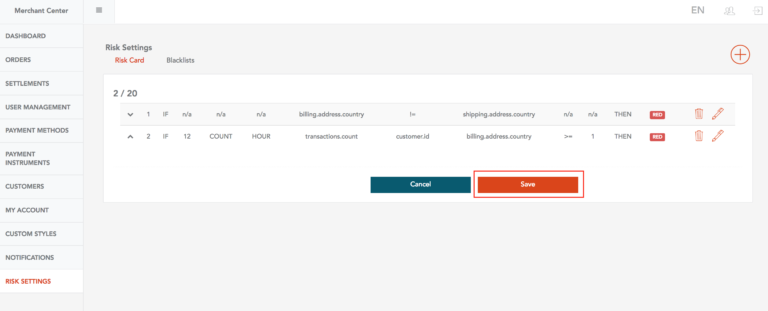 Merchant Center
EN
DASHBOARD
ORDERS
SETTLEMENTS
USER MANAGEMENT
PAYMENT METHODS
PAYMENT
INSTRUMENTS
CUSTOMERS
MY ACCOUNT
CUSTOM STYLES
NOTIFICATIONS
RISK SETTINGS
Risk Settings
Risk Card Blacklists
2 / 20
1 IF n/a n/a n/a billing.address.country != shipping.address.country n/a n/a THEN RED
2 IF 12 COUNT HOUR transactions.count customer.id billing.address.country >= 1 THEN RED
Cancel Save